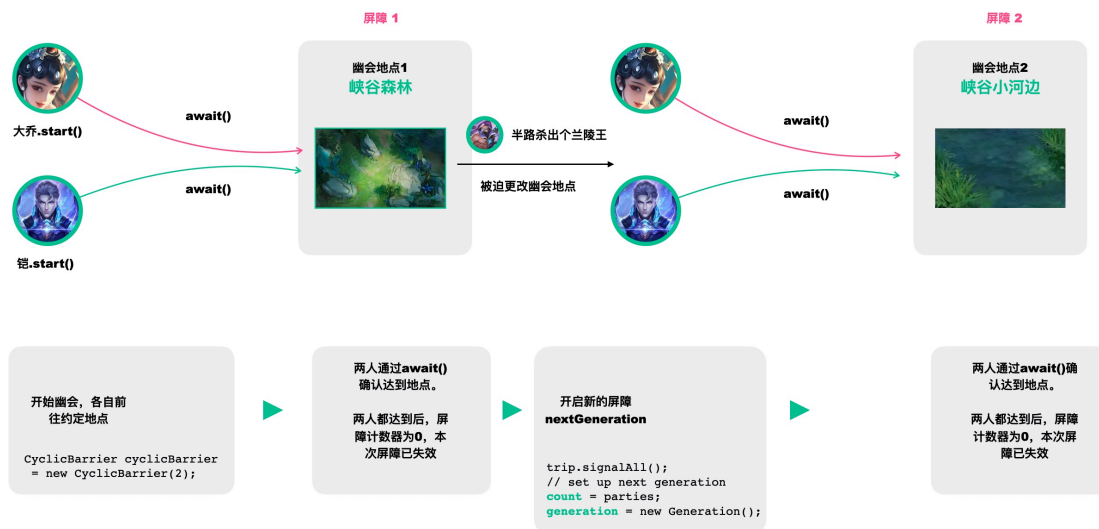 屏障 1
屏障 2
幽会地点1
峡谷森林
大乔.start()
await()
await()
铠.start()
半路杀出个兰陵王
被迫更改幽会地点
await()
await()
幽会地点2
峡谷小河边
开始幽会，各自前
往约定地点
CyclicBarrier cyclicBarrier
= new CyclicBarrier(2);
两人通过await()
确认达到地点。
两人都达到后，屏
障计数器为0，本
次屏障已失效
开启新的屏障
nextGeneration
trip.signalAll();
// set up next generation
count = parties;
generation = new Generation();
两人通过await()确
认达到地点。
两人都达到后，屏障
计数器为0，本次屏
障已失效